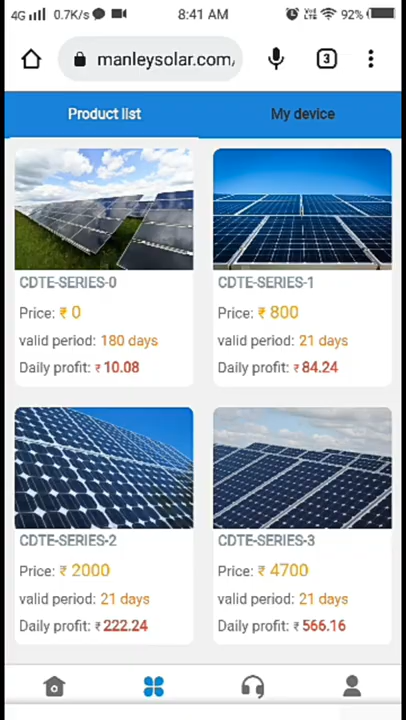 4G 0.7K/s 8:41 AM 92%
manleysolar.com/ 3
Product list My device
CDTE-SERIES-0
Price: ₹ 0
valid period: 180 days
Daily profit: ₹ 10.08
CDTE-SERIES-1
Price: ₹ 800
valid period: 21 days
Daily profit: ₹ 84.24
CDTE-SERIES-2
Price: ₹ 2000
valid period: 21 days
Daily profit: ₹ 222.24
CDTE-SERIES-3
Price: ₹ 4700
valid period: 21 days
Daily profit: ₹ 566.16